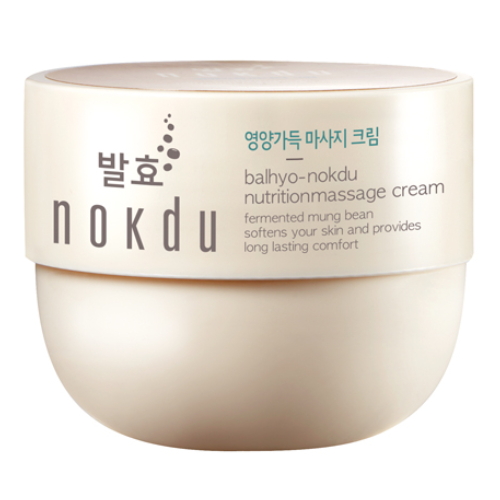 발효
nokdu
영양가득 마사지 크림
balhyo-nokdu
nutritionmassage cream
fermented mung bean
softens your skin and provides
long lasting comfort